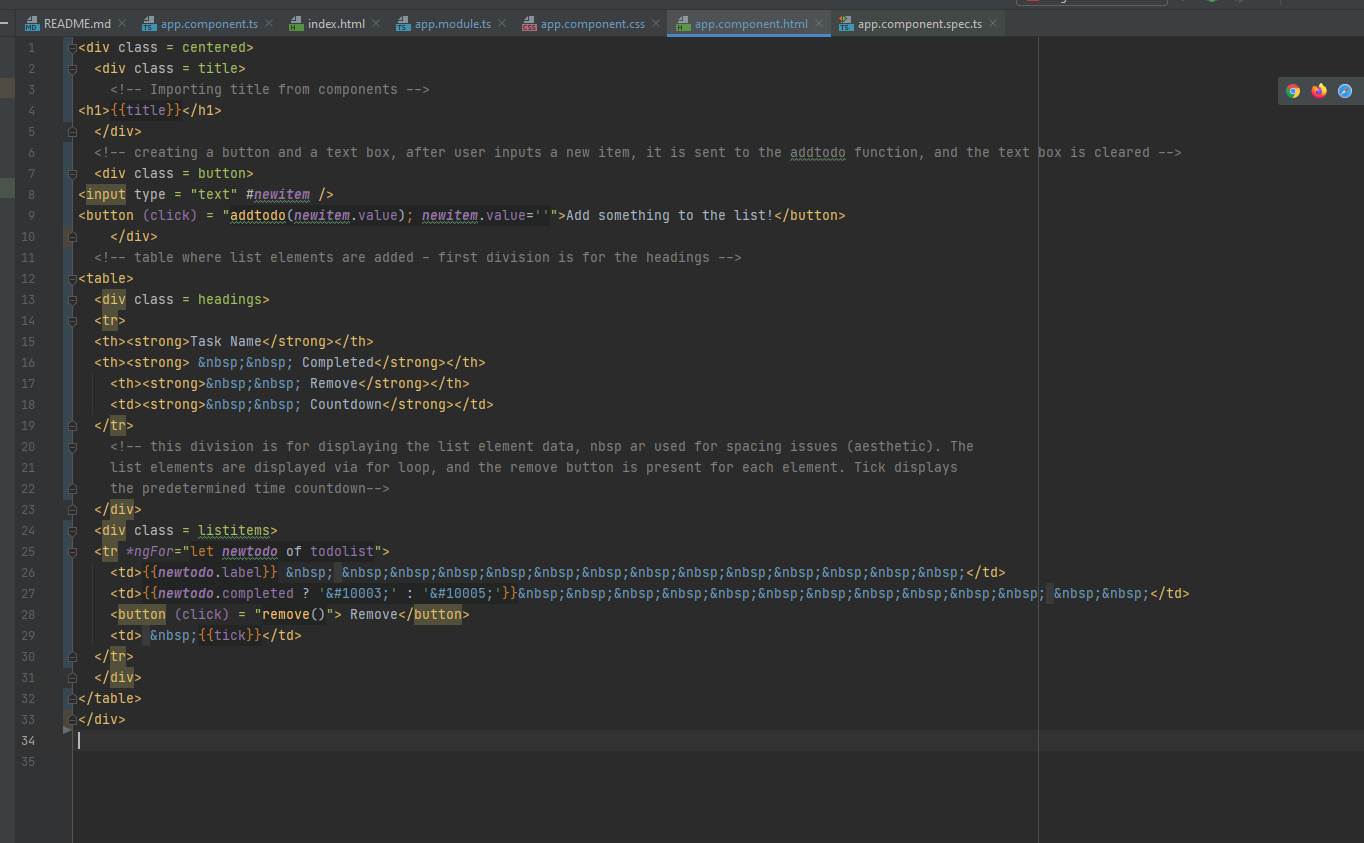 README.md app.component.ts index.html app.module.ts app.component.css app.component.html app.component.spec.ts
1 <div class = centered>
2 <div class = title>
3 <!-- Importing title from components -->
4 <h1>{{title}}</h1>
5 </div>
6 <!-- creating a button and a text box, after user inputs a new item, it is sent to the addtodo function, and the text box is cleared -->
7 <div class = button>
8 <input type = "text" #newitem />
9 <button (click) = "addtodo(newitem.value); newitem.value=''">Add something to the list!</button>
10 </div>
11 <!-- table where list elements are added - first division is for the headings -->
12 <table>
13 <div class = headings>
14 <tr>
15 <th><strong>Task Name</strong></th>
16 <th><strong> &nbsp;&nbsp; Completed</strong></th>
17 <th><strong>&nbsp;&nbsp; Remove</strong></th>
18 <td><strong>&nbsp;&nbsp; Countdown</strong></td>
19 </tr>
20 <!-- this division is for displaying the list element data, nbsp ar used for spacing issues (aesthetic). The
21 list elements are displayed via for loop, and the remove button is present for each element. Tick displays
22 the predetermined time countdown-->
23 </div>
24 <div class = listitems>
25 <tr *ngFor="let newtodo of todolist">
26 <td>{{newtodo.label}} &nbsp; &nbsp;&nbsp;&nbsp;&nbsp;&nbsp;&nbsp;&nbsp;&nbsp;&nbsp;&nbsp;&nbsp;&nbsp;&nbsp;</td>
27 <td>{{newtodo.completed ? '&#10003;' : '&#10005;'}}&nbsp;&nbsp;&nbsp;&nbsp;&nbsp;&nbsp;&nbsp;&nbsp;&nbsp;&nbsp;&nbsp; &nbsp;&nbsp;</td>
28 <button (click) = "remove()"> Remove</button>
29 <td> &nbsp;{{tick}}</td>
30 </tr>
31 </div>
32 </table>
33 </div>
34
35